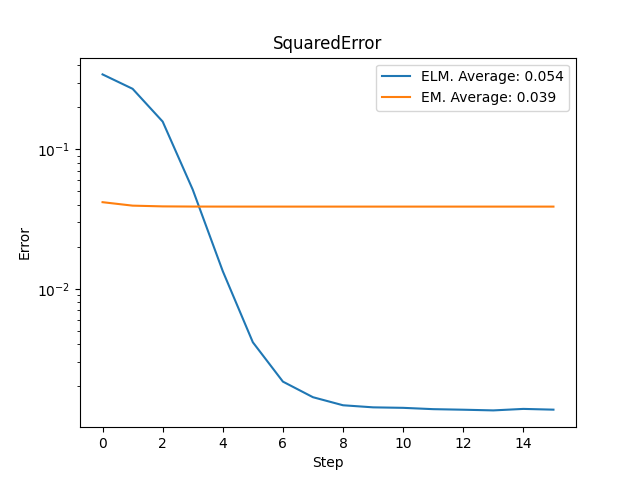 SquaredError
ELM. Average: 0.054
EM. Average: 0.039
Error
10⁻¹
10⁻²
0 2 4 6 8 10 12 14
Step